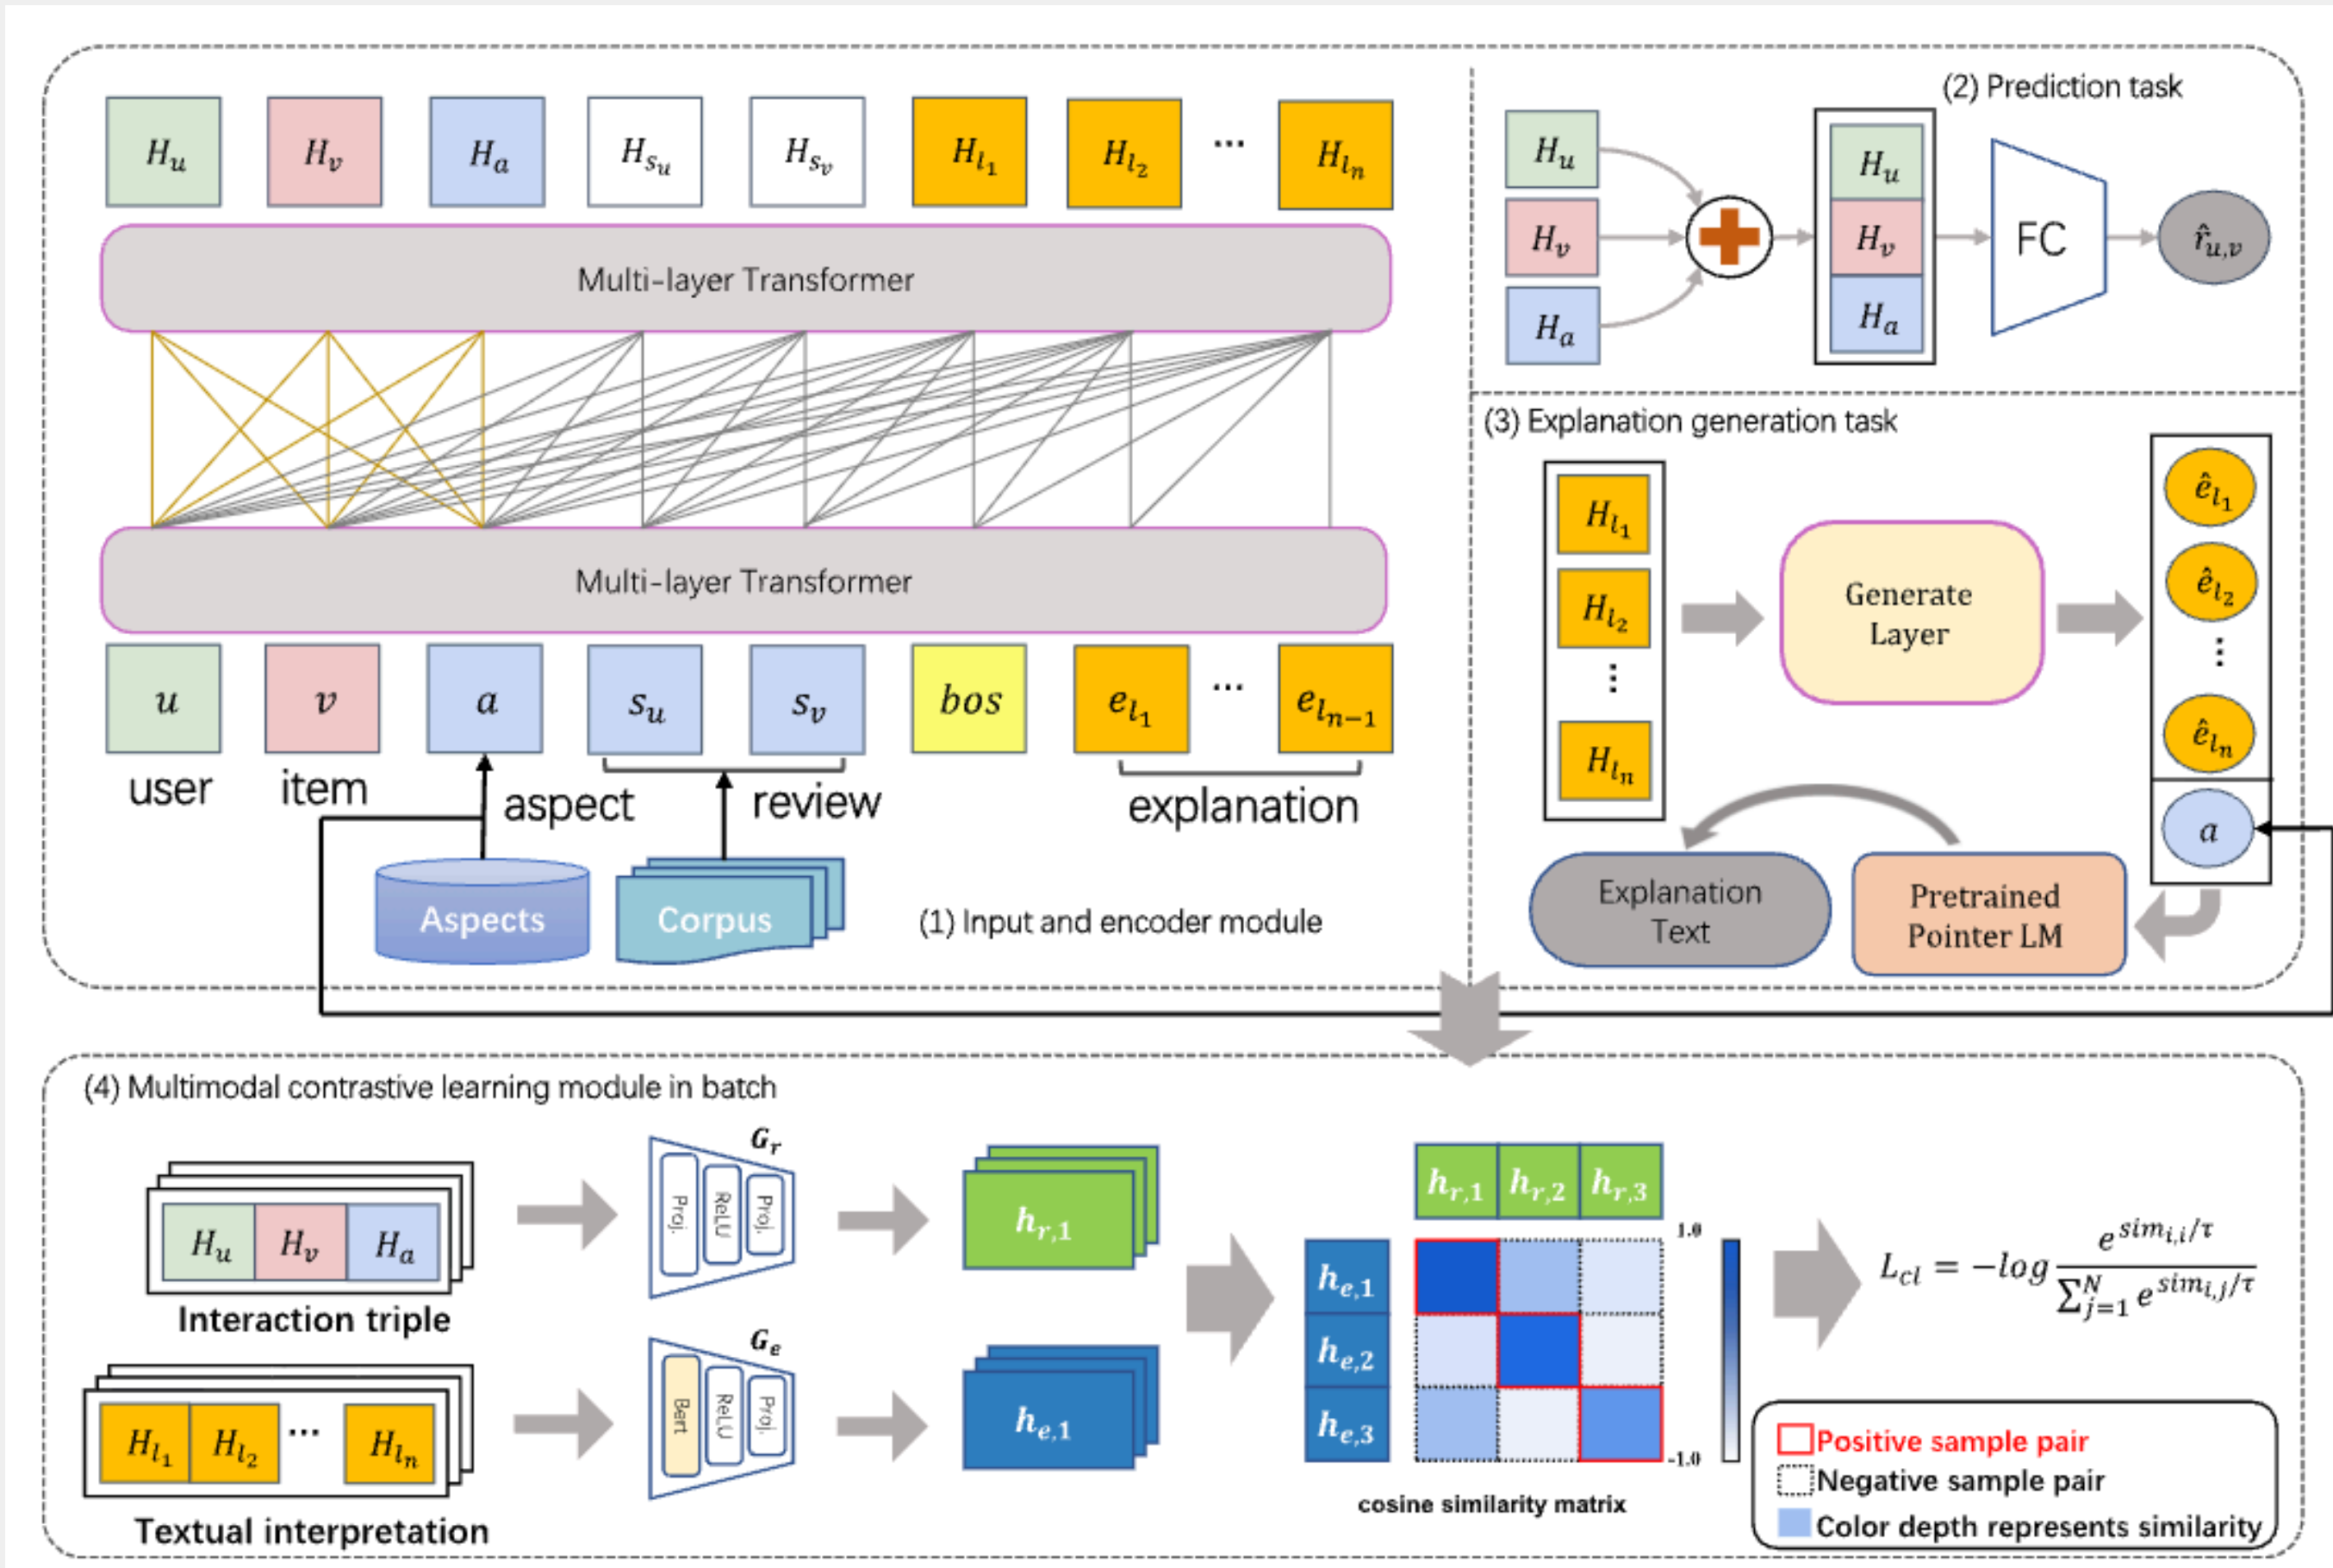 H_u H_v H_a H_{s_u} H_{s_v} H_{l_1} H_{l_2} ... H_{l_n}
Multi-layer Transformer
Multi-layer Transformer
u v a s_u s_v bos e_{l_1} ... e_{l_{n-1}}
user item aspect review explanation
Aspects Corpus
(1) Input and encoder module
(2) Prediction task
H_u
H_v
H_a
H_u
H_v
H_a
FC
r̂_{u,v}
(3) Explanation generation task
H_{l_1}
H_{l_2}
⋮
H_{l_n}
Generate
Layer
ê_{l_1}
ê_{l_2}
⋮
ê_{l_n}
a
Explanation
Text
Pretrained
Pointer LM
(4) Multimodal contrastive learning module in batch
H_u H_v H_a
Interaction triple
G_r
Proj. ReLU Proj.
h_{r,1}
H_{l_1} H_{l_2} ... H_{l_n}
Textual interpretation
G_e
Bert ReLU Proj.
h_{e,1}
h_{r,1} h_{r,2} h_{r,3}
h_{e,1}
h_{e,2}
h_{e,3}
1.0
-1.0
cosine similarity matrix
L_{cl} = -log \frac{e^{sim_{i,i}/τ}}{\sum_{j=1}^{N} e^{sim_{i,j}/τ}}
Positive sample pair
Negative sample pair
Color depth represents similarity